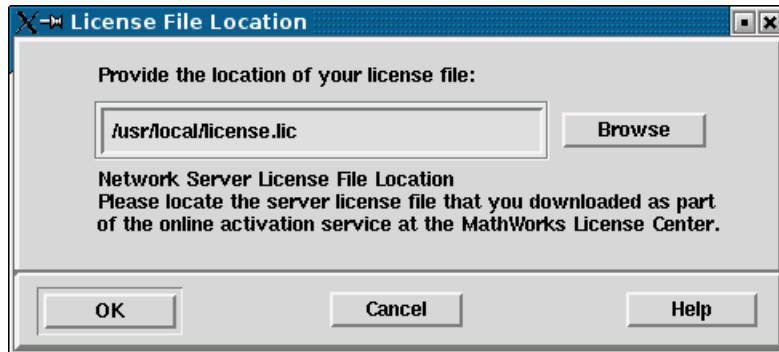 License File Location
Provide the location of your license file:
/usr/local/license.lic
Browse
Network Server License File Location
Please locate the server license file that you downloaded as part
of the online activation service at the MathWorks License Center.
OK
Cancel
Help